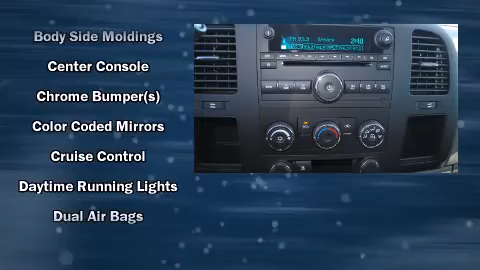 Body Side Moldings
Center Console
Chrome Bumper(s)
Color Coded Mirrors
Cruise Control
Daytime Running Lights
Dual Air Bags